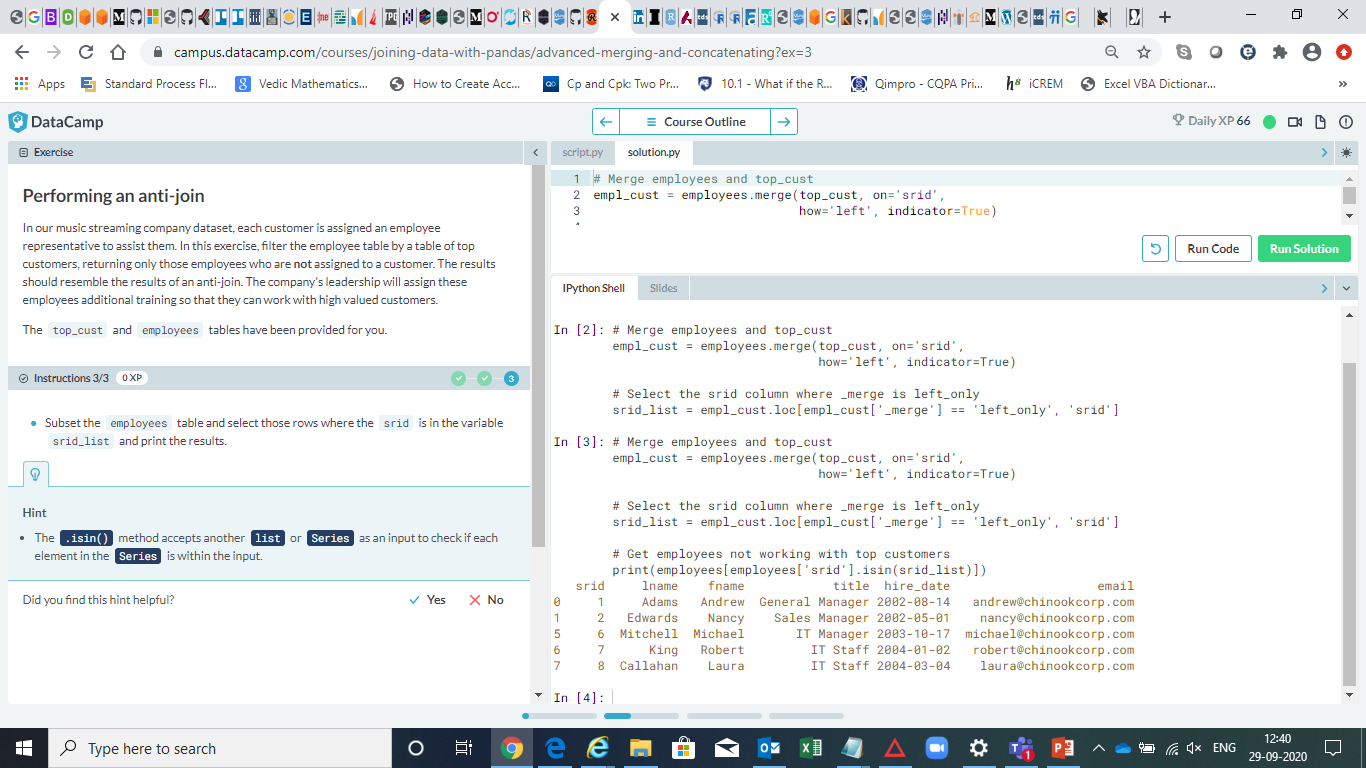 campus.datacamp.com/courses/joining-data-with-pandas/advanced-merging-and-concatenating?ex=3
Apps
Standard Process Fl...
Vedic Mathematics...
How to Create Acc...
Cp and Cpk: Two Pr...
10.1 - What if the R...
Qimpro - CQPA Pri...
iCREM
Excel VBA Dictionar...
»
DataCamp
Course Outline
Daily XP 66
Exercise
Performing an anti-join
In our music streaming company dataset, each customer is assigned an employee
representative to assist them. In this exercise, filter the employee table by a table of top
customers, returning only those employees who are not assigned to a customer. The results
should resemble the results of an anti-join. The company's leadership will assign these
employees additional training so that they can work with high valued customers.
The top_cust and employees tables have been provided for you.
Instructions 3/3 0 XP
3
Subset the employees table and select those rows where the srid is in the variable
srid_list and print the results.
Hint
The .isin() method accepts another list or Series as an input to check if each
element in the Series is within the input.
Did you find this hint helpful?
Yes
No
script.py
solution.py
1 # Merge employees and top_cust
2 empl_cust = employees.merge(top_cust, on='srid',
3 how='left', indicator=True)
Run Code
Run Solution
IPython Shell
Slides
In [2]: # Merge employees and top_cust
empl_cust = employees.merge(top_cust, on='srid',
how='left', indicator=True)
# Select the srid column where _merge is left_only
srid_list = empl_cust.loc[empl_cust['_merge'] == 'left_only', 'srid']
In [3]: # Merge employees and top_cust
empl_cust = employees.merge(top_cust, on='srid',
how='left', indicator=True)
# Select the srid column where _merge is left_only
srid_list = empl_cust.loc[empl_cust['_merge'] == 'left_only', 'srid']
# Get employees not working with top customers
print(employees[employees['srid'].isin(srid_list)])
srid lname fname title hire_date email
0 1 Adams Andrew General Manager 2002-08-14 andrew@chinookcorp.com
1 2 Edwards Nancy Sales Manager 2002-05-01 nancy@chinookcorp.com
5 6 Mitchell Michael IT Manager 2003-10-17 michael@chinookcorp.com
6 7 King Robert IT Staff 2004-01-02 robert@chinookcorp.com
7 8 Callahan Laura IT Staff 2004-03-04 laura@chinookcorp.com
In [4]:
Type here to search
ENG
12:40
29-09-2020